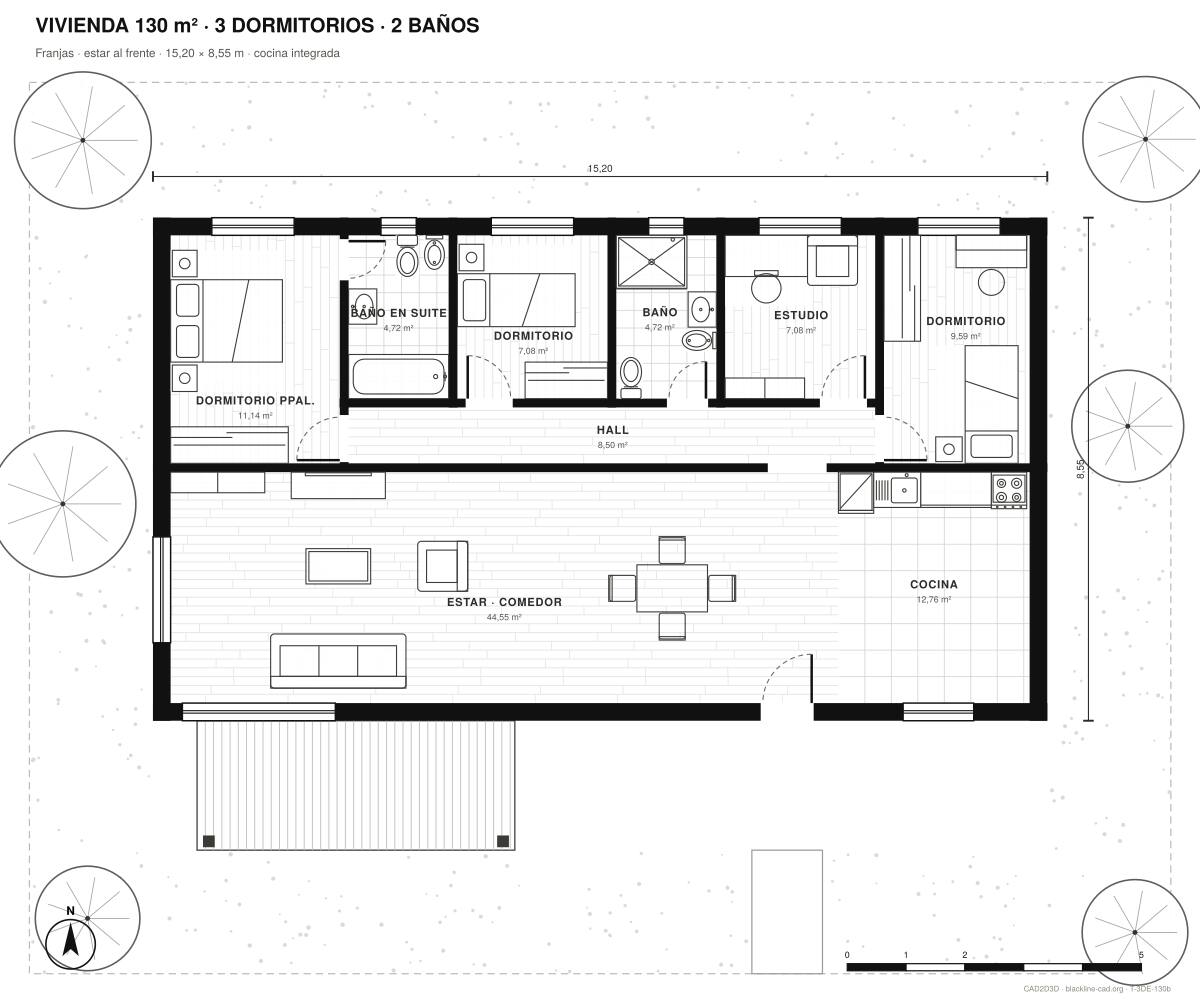 VIVIENDA 130 m² · 3 DORMITORIOS · 2 BAÑOS
Franjas · estar al frente · 15,20 × 8,55 m · cocina integrada
15,20
BAÑO EN SUITE
4,72 m²
DORMITORIO
7,08 m²
BAÑO
4,72 m²
ESTUDIO
7,08 m²
DORMITORIO
9,59 m²
DORMITORIO PPAL.
11,14 m²
HALL
8,50 m²
8,55
ESTAR · COMEDOR
44,55 m²
COCINA
12,76 m²
N
0 1 2 5
CAD2D3D · blackline-cad.org · 1-3DE-130b